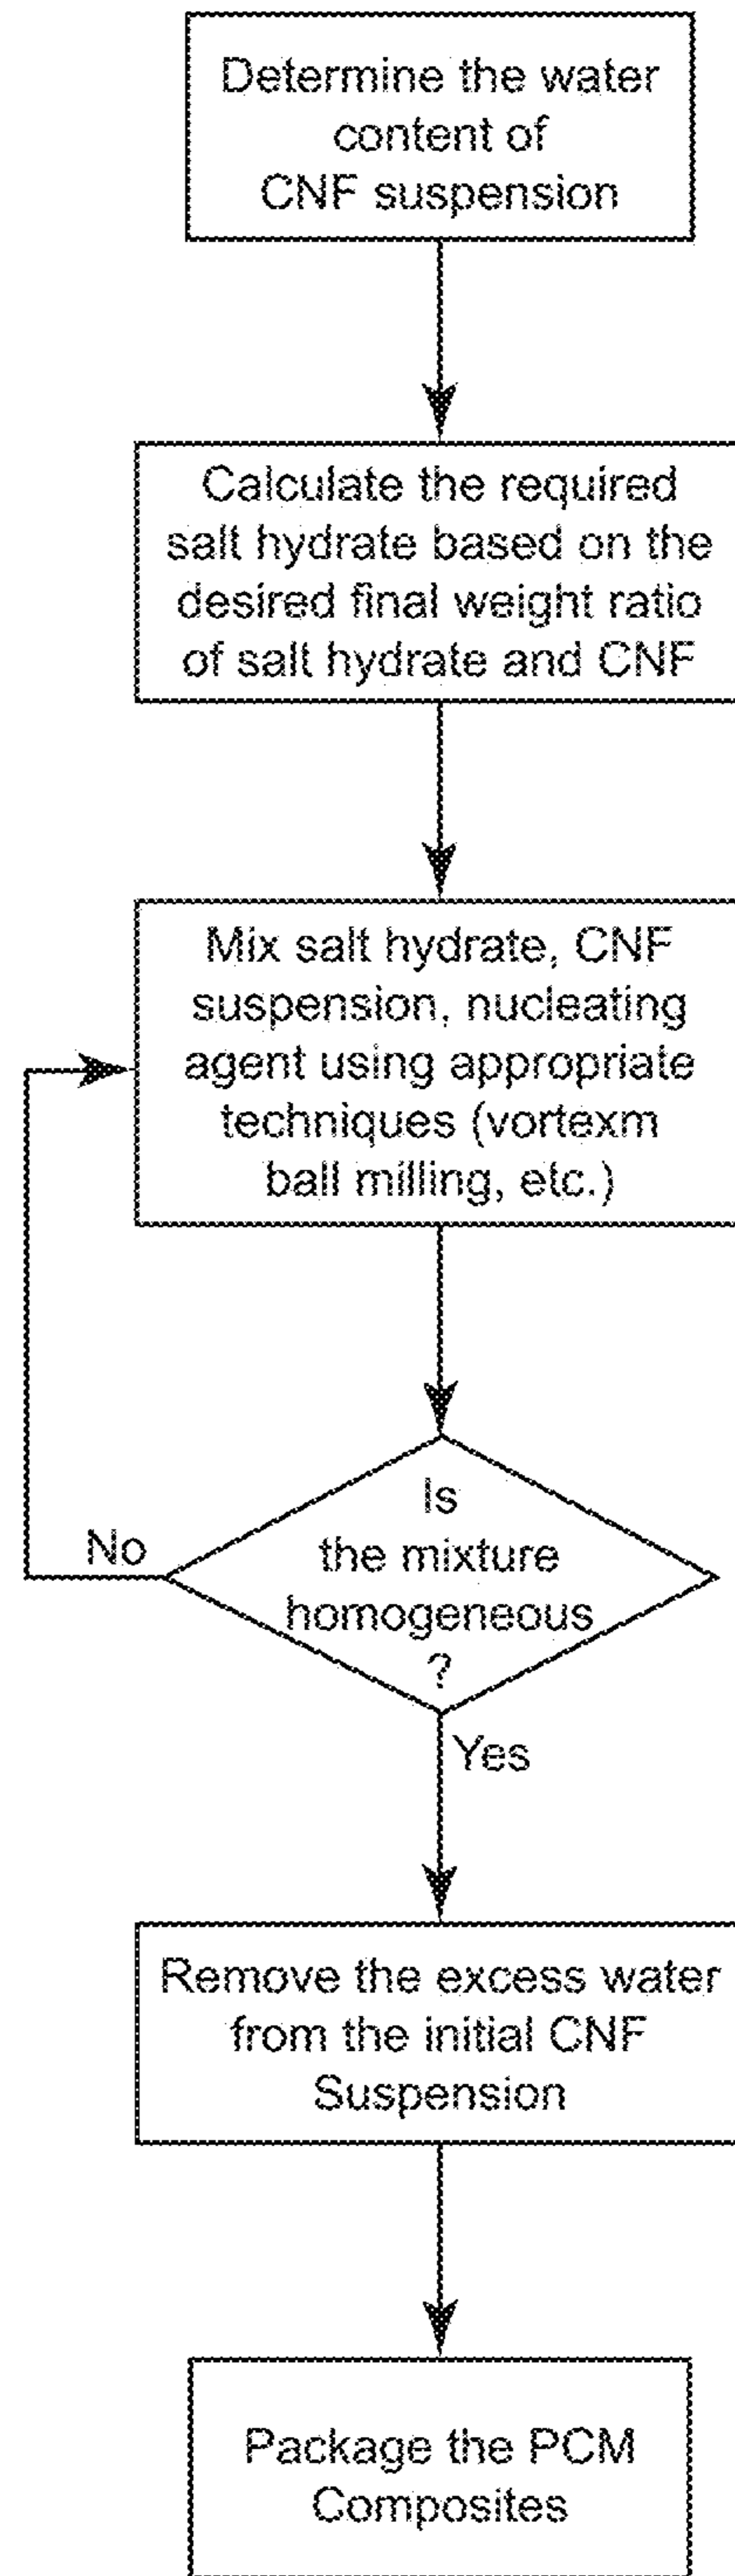 Determine the water
content of
CNF suspension
Calculate the required
salt hydrate based on the
desired final weight ratio
of salt hydrate and CNF
Mix salt hydrate, CNF
suspension, nucleating
agent using appropriate
techniques (vortexm
ball milling, etc.)
Is
the mixture
homogeneous
?
No
Yes
Remove the excess water
from the initial CNF
Suspension
Package the PCM
Composites